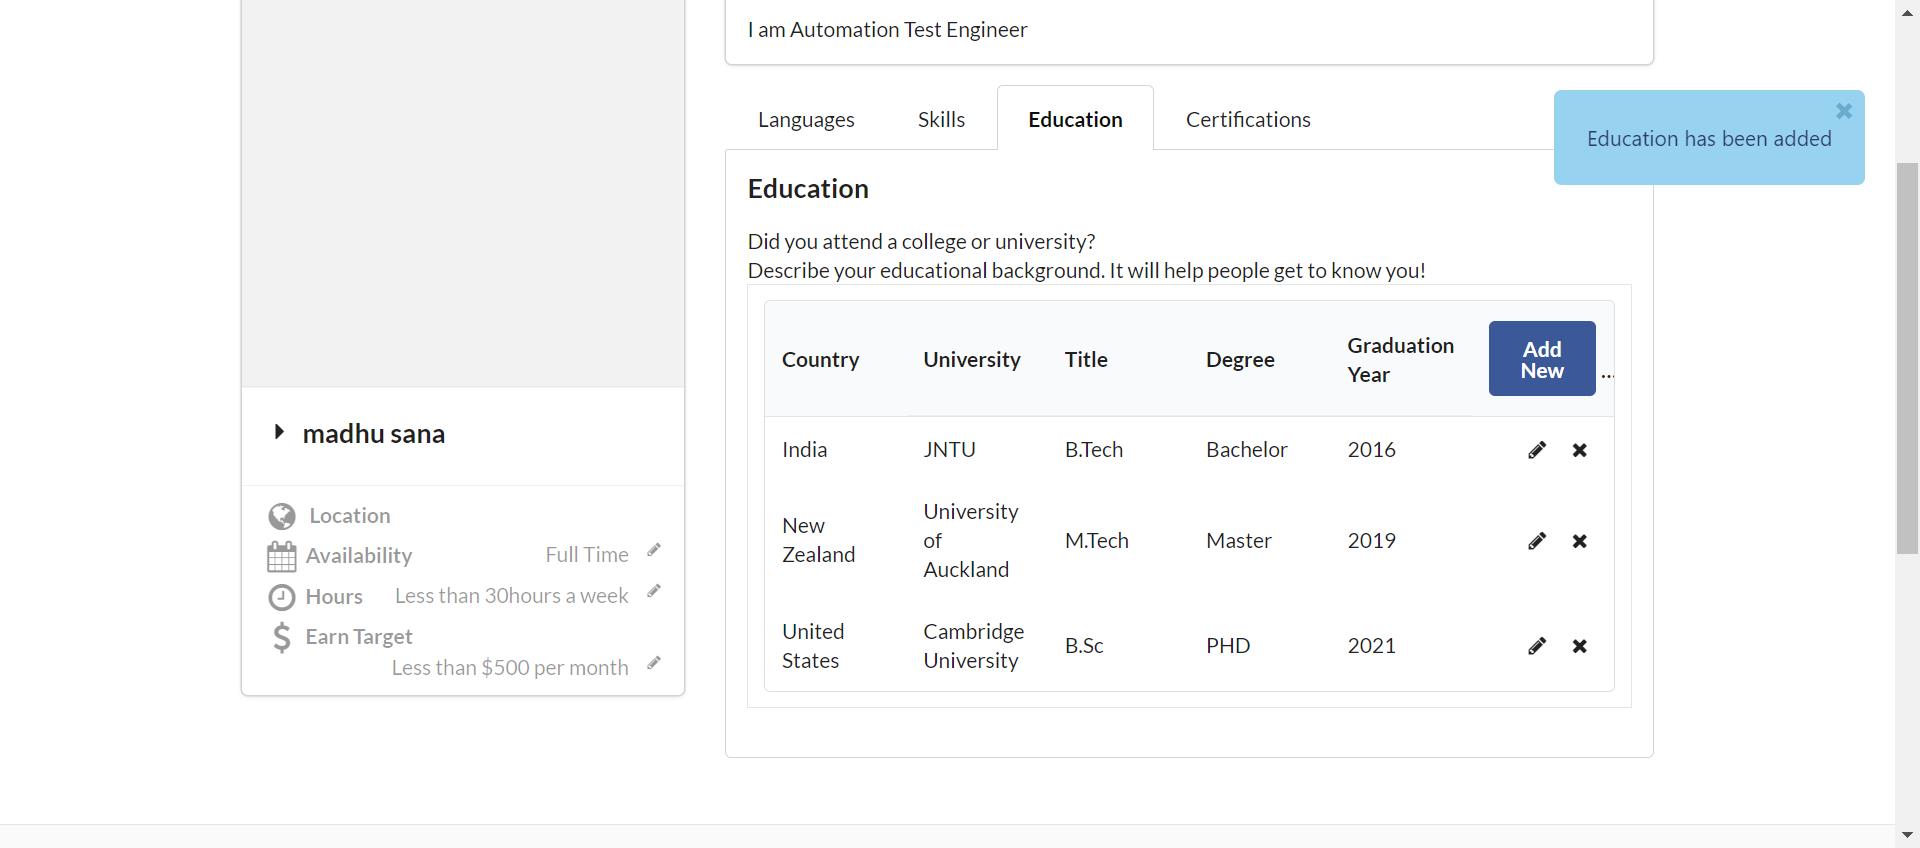 I am Automation Test Engineer
Languages
Skills
Education
Certifications
Education has been added
Education
Did you attend a college or university?
Describe your educational background. It will help people get to know you!
Country
University
Title
Degree
Graduation
Year
Add
New
...
India
JNTU
B.Tech
Bachelor
2016
New
Zealand
University
of
Auckland
M.Tech
Master
2019
United
States
Cambridge
University
B.Sc
PHD
2021
madhu sana
Location
Availability
Full Time
Hours
Less than 30hours a week
Earn Target
Less than $500 per month